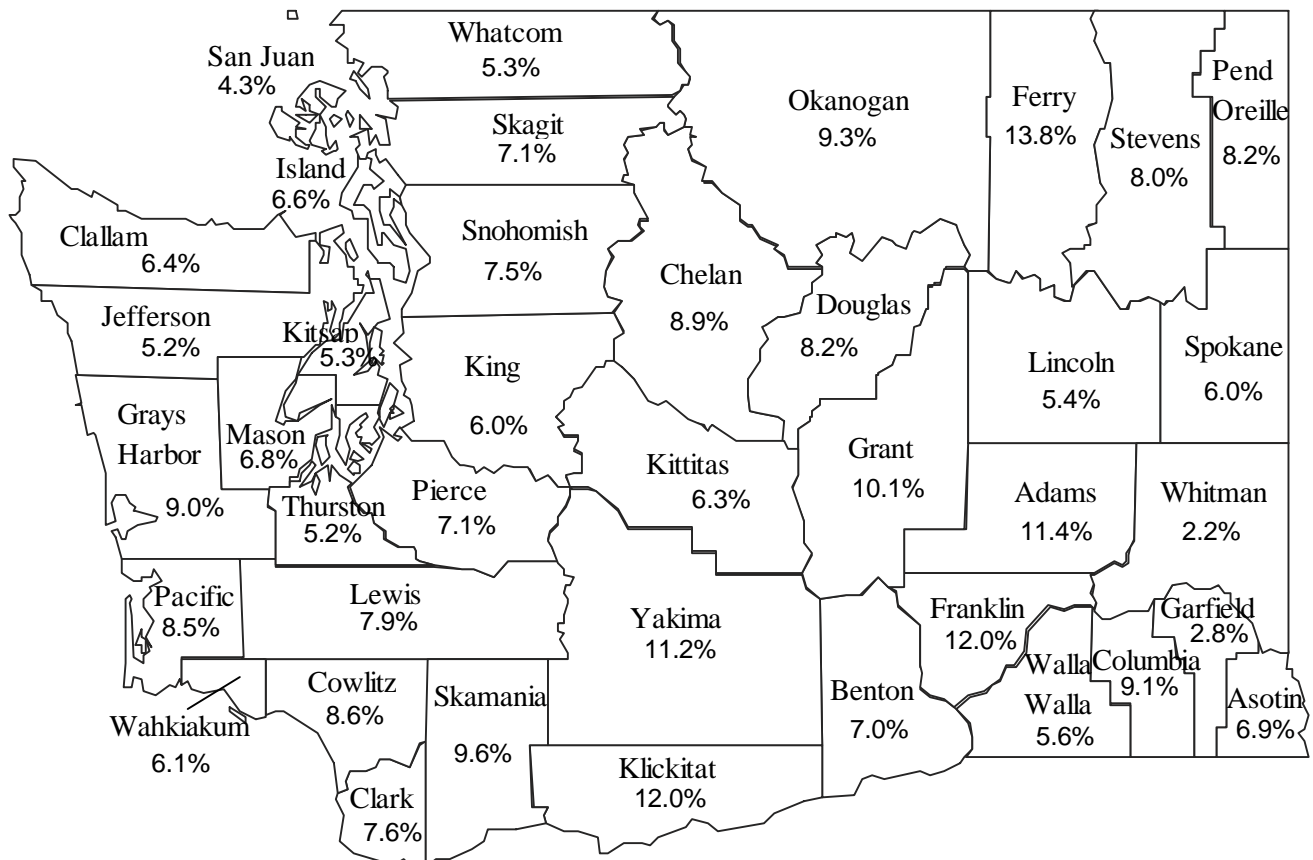 Whatcom
5.3%
San Juan
4.3%
Skagit
7.1%
Island
6.6%
Okanogan
9.3%
Ferry
13.8%
Stevens
8.0%
Pend
Oreille
8.2%
Clallam
6.4%
Snohomish
7.5%
Chelan
8.9%
Douglas
8.2%
Jefferson
5.2%
Kitsap
5.3%
King
6.0%
Lincoln
5.4%
Spokane
6.0%
Grays
Harbor
9.0%
Mason
6.8%
Thurston
5.2%
Pierce
7.1%
Kittitas
6.3%
Grant
10.1%
Adams
11.4%
Whitman
2.2%
Pacific
8.5%
Lewis
7.9%
Yakima
11.2%
Franklin
12.0%
Garfield
2.8%
Walla
Walla
5.6%
Columbia
9.1%
Asotin
6.9%
Benton
7.0%
Wahkiakum
6.1%
Cowlitz
8.6%
Skamania
9.6%
Clark
7.6%
Klickitat
12.0%